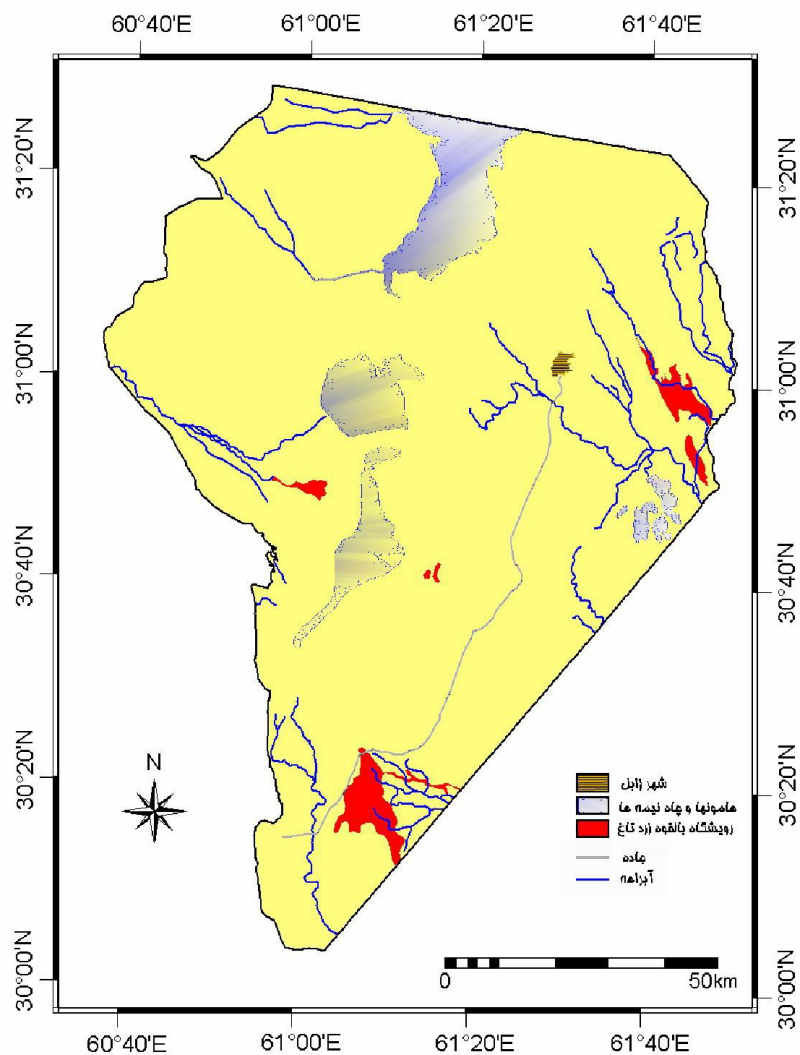 60°40'E 61°00'E 61°20'E 61°40'E
31°20'N
31°20'N
31°00'N
31°00'N
30°40'N
30°40'N
N
30°20'N
30°20'N
شهر زابل
هامونها و چاه نیمه ها
رویشگاه بالقوه زرد تاغ
جاده
آبراهه
0 50km
30°00'N
30°00'N
60°40'E 61°00'E 61°20'E 61°40'E